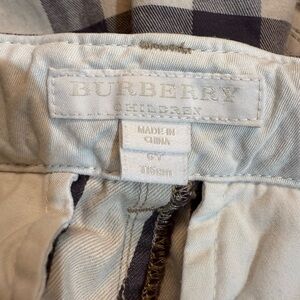 BURBERRY
CHILDREN
MADE IN
CHINA
6Y
116CM